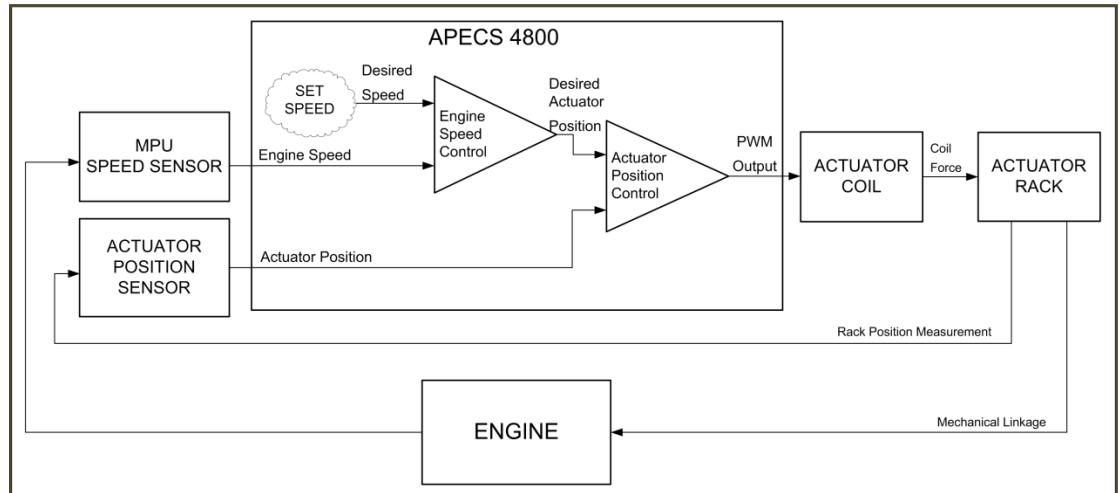 APECS 4800
SET
SPEED
Desired
Speed
Engine
Speed
Control
Desired
Actuator
Position
Actuator
Position
Control
PWM
Output
MPU
SPEED SENSOR
Engine Speed
ACTUATOR
COIL
Coil
Force
ACTUATOR
RACK
ACTUATOR
POSITION
SENSOR
Actuator Position
Rack Position Measurement
ENGINE
Mechanical Linkage